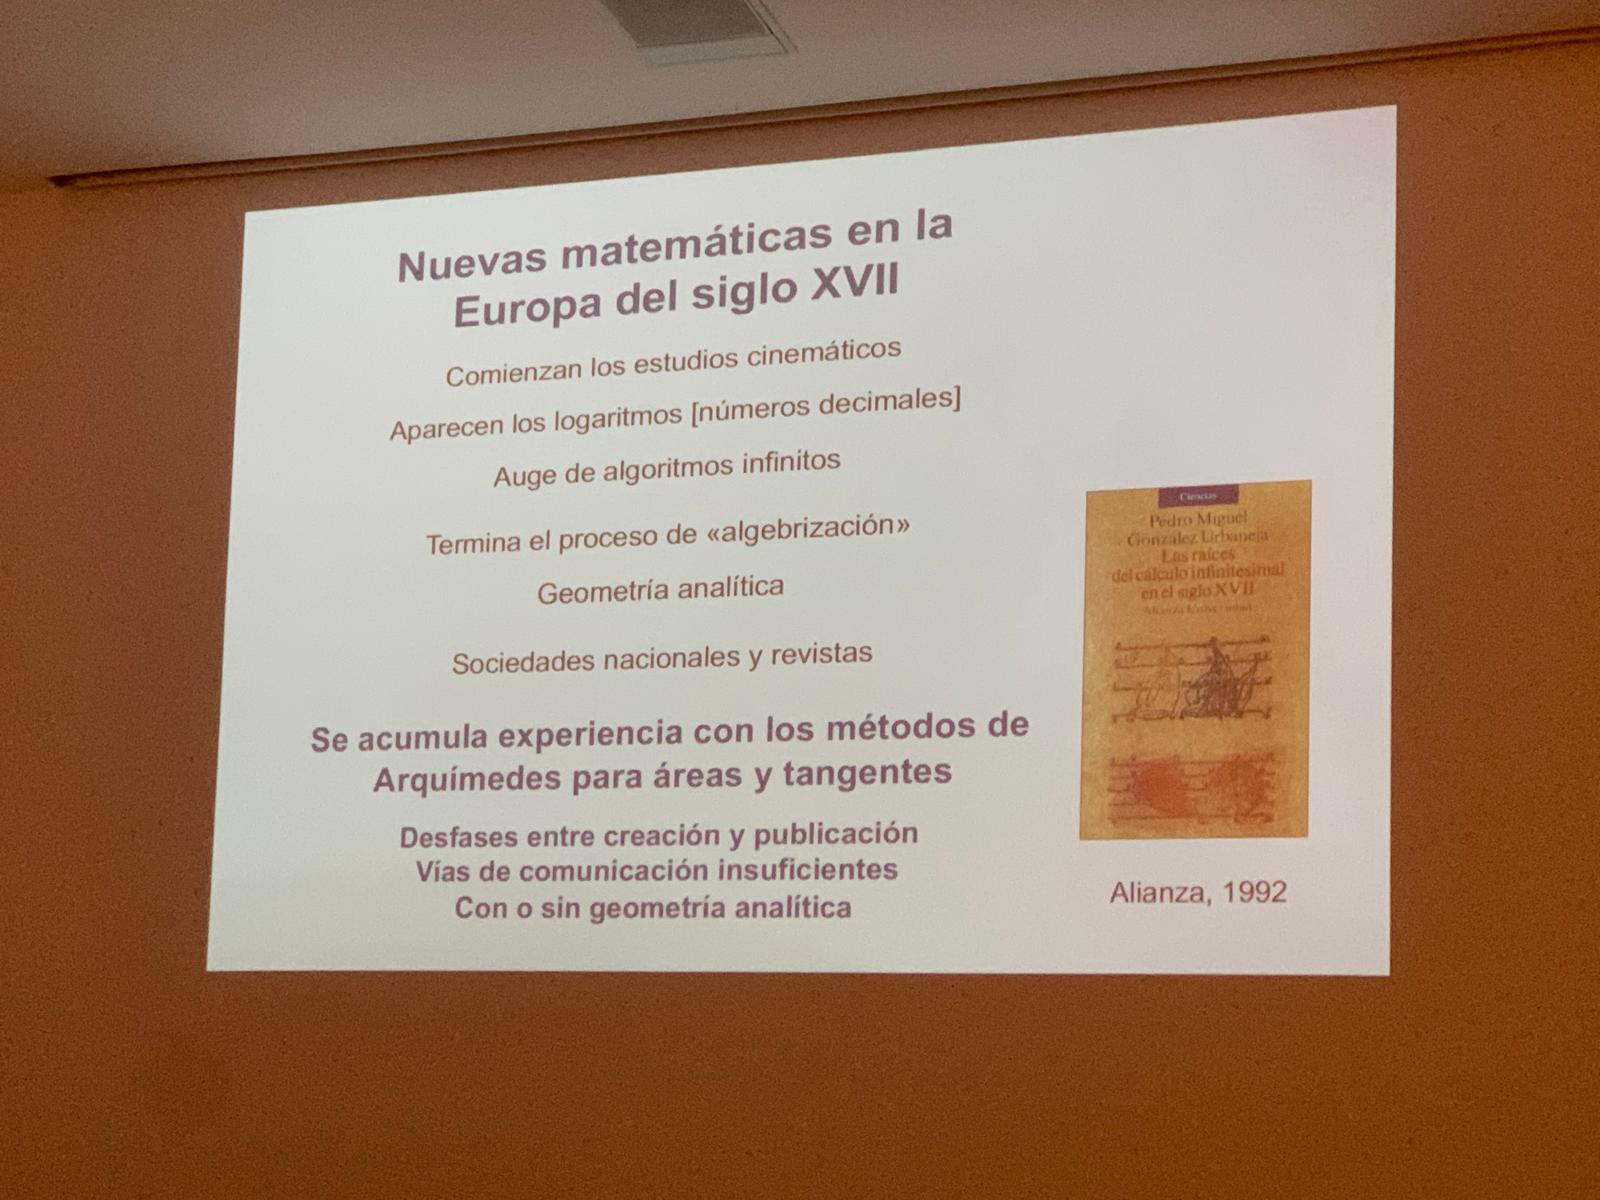 Nuevas matemáticas en la
Europa del siglo XVII
Comienzan los estudios cinemáticos
Aparecen los logaritmos [números decimales]
Auge de algoritmos infinitos
Termina el proceso de «algebrización»
Geometría analítica
Sociedades nacionales y revistas
Se acumula experiencia con los métodos de
Arquímedes para áreas y tangentes
Desfases entre creación y publicación
Vías de comunicación insuficientes
Con o sin geometría analítica
Ciencias
Pedro Miguel
González Urbaneja
Las raíces
del cálculo infinitesimal
en el siglo XVII
Alianza Universidad
Alianza, 1992